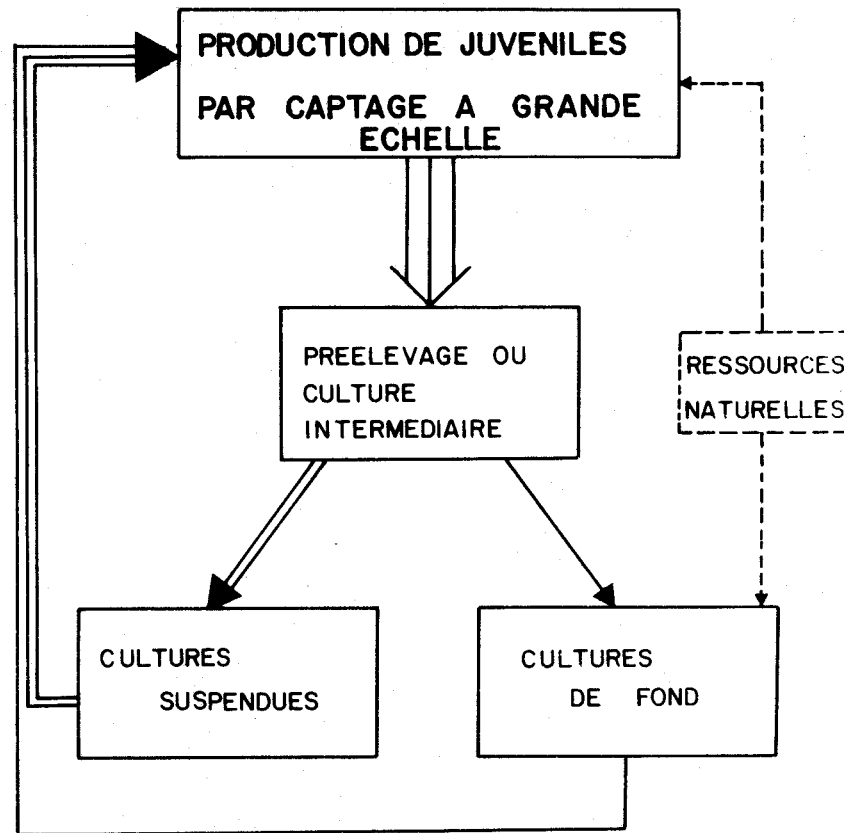 PRODUCTION DE JUVENILES
PAR CAPTAGE A GRANDE
ECHELLE
PREELEVAGE OU
CULTURE
INTERMEDIAIRE
RESSOURCES
NATURELLES
CULTURES
SUSPENDUES
CULTURES
DE FOND